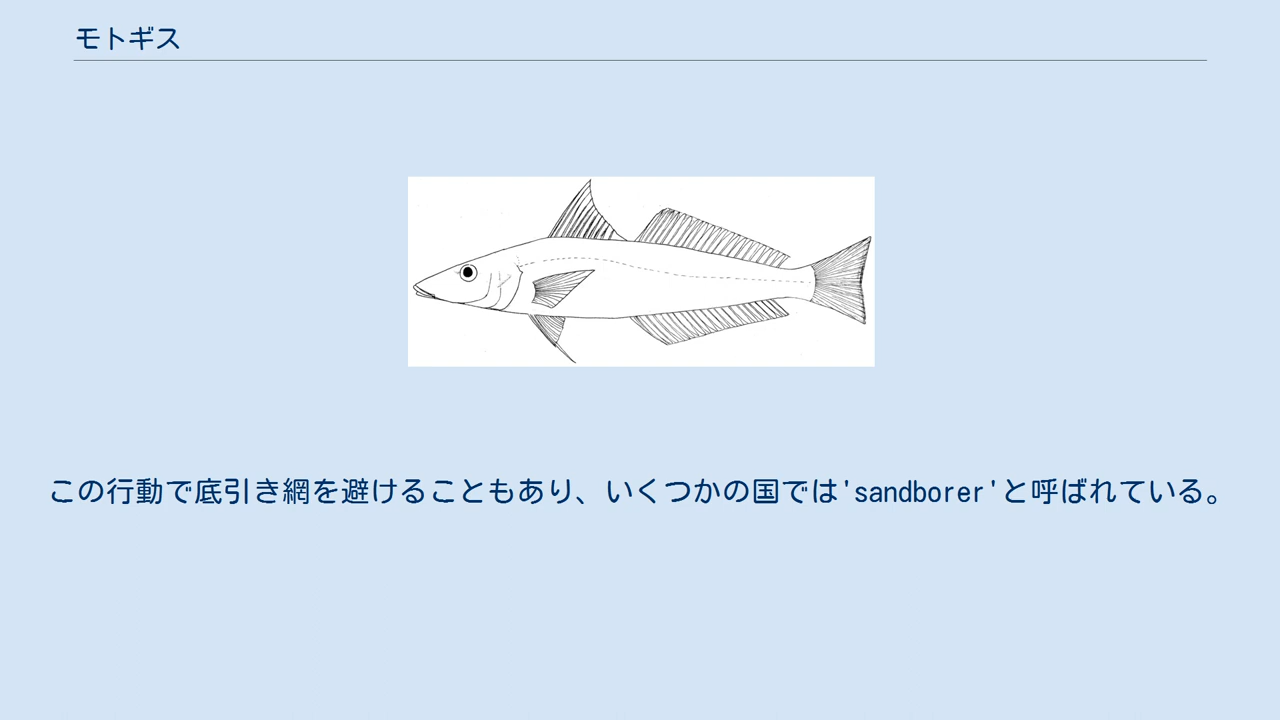 モトギス
この行動で底引き網を避けることもあり、いくつかの国では'sandborer'と呼ばれている。